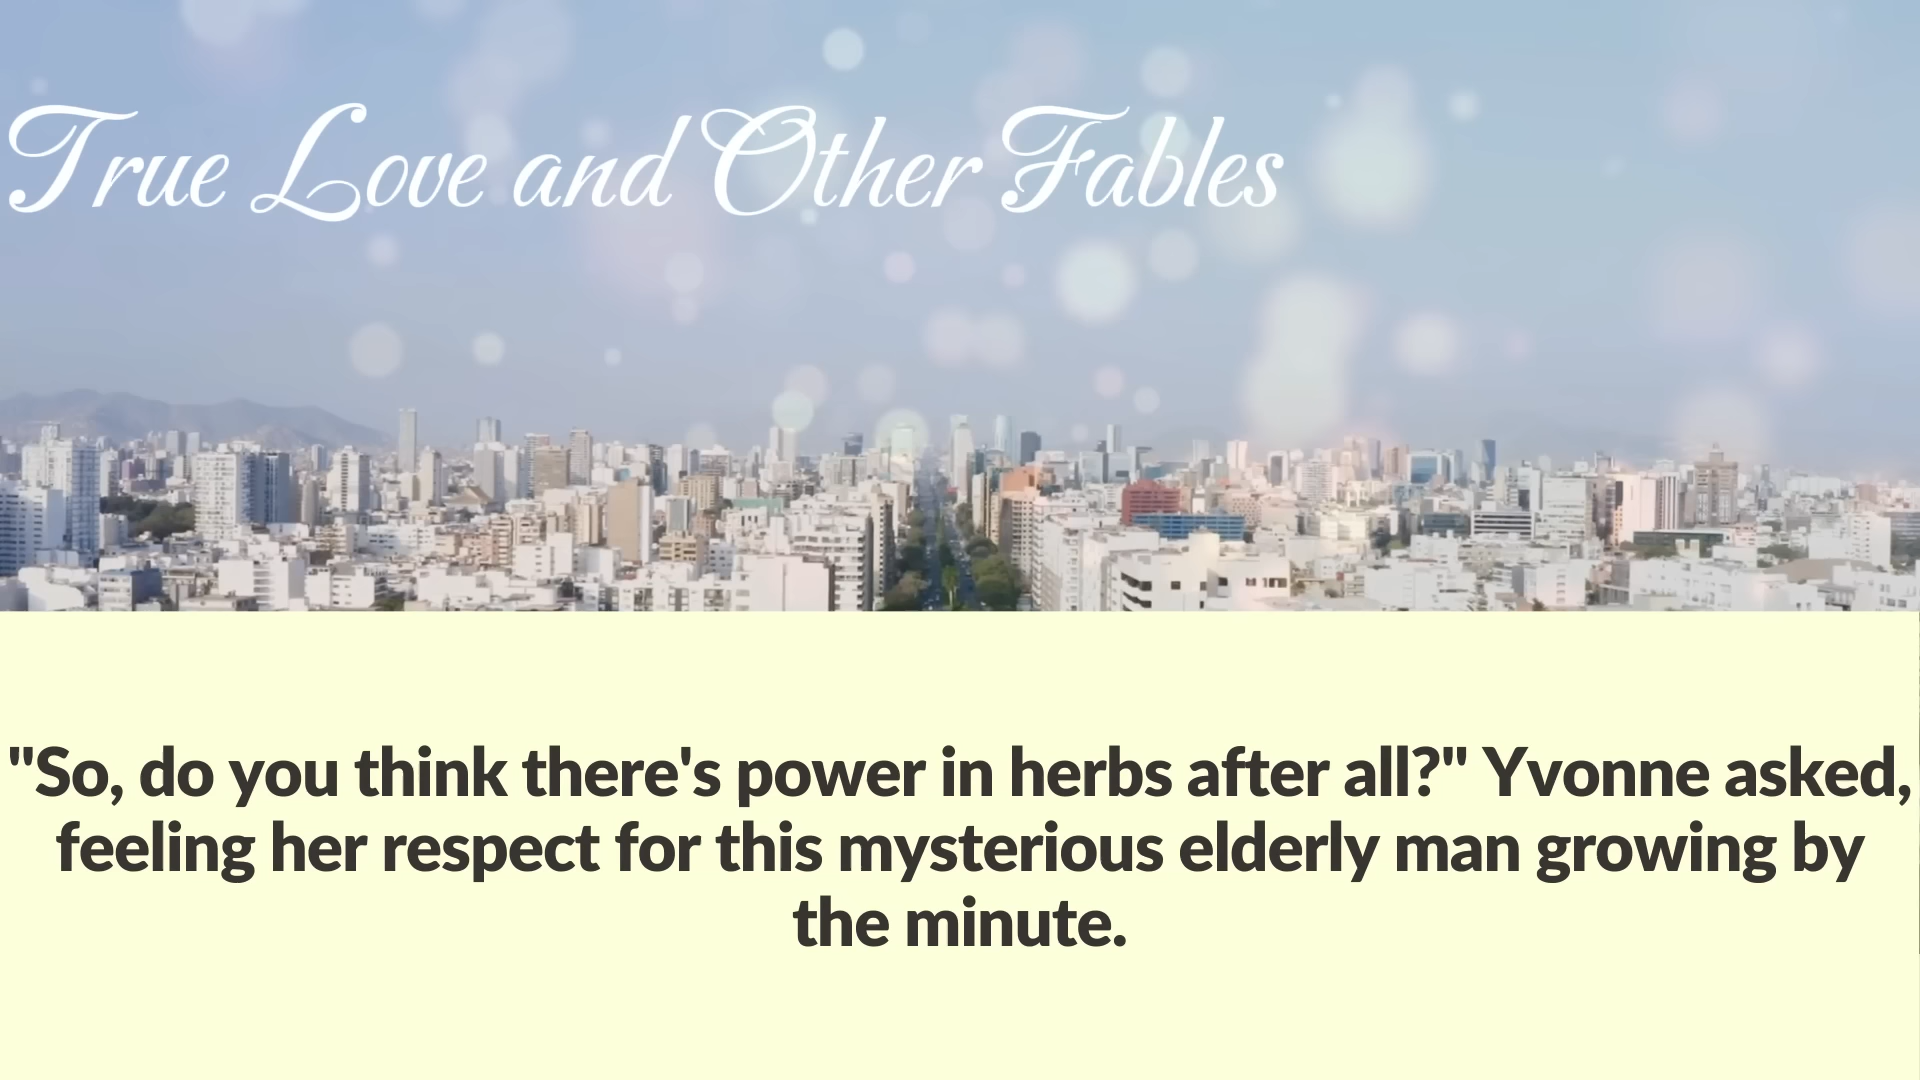 True Love and Other Fables
"So, do you think there's power in herbs after all?" Yvonne asked,
feeling her respect for this mysterious elderly man growing by
the minute.